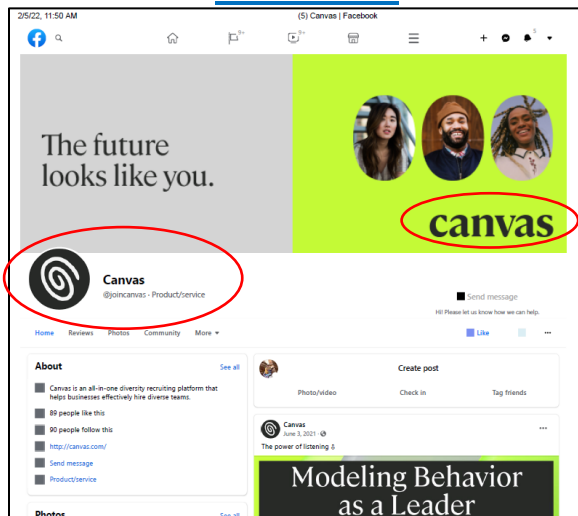 2/5/22, 11:50 AM (5) Canvas | Facebook
9+ 9+ 5
The future
looks like you.
canvas
Canvas
@joincanvas · Product/service
Send message
Hi! Please let us know how we can help.
Home Reviews Photos Community More
Like
About See all
Create post
Canvas is an all-in-one diversity recruiting platform that
helps businesses effectively hire diverse teams.
Photo/video Check in Tag friends
89 people like this
90 people follow this
http://canvas.com/
Send message
Product/service
Canvas
June 3, 2021 ·
The power of listening
Modeling Behavior
as a Leader
Photos See all